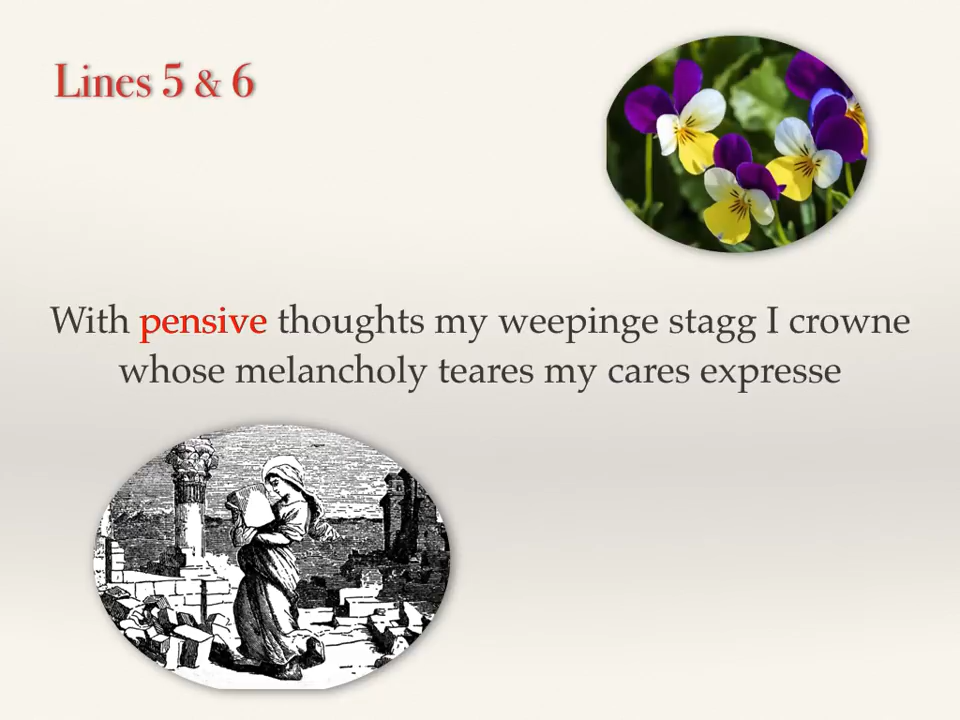 Lines 5 & 6
With pensive thoughts my weepinge stagg I crowne
whose melancholy teares my cares expresse